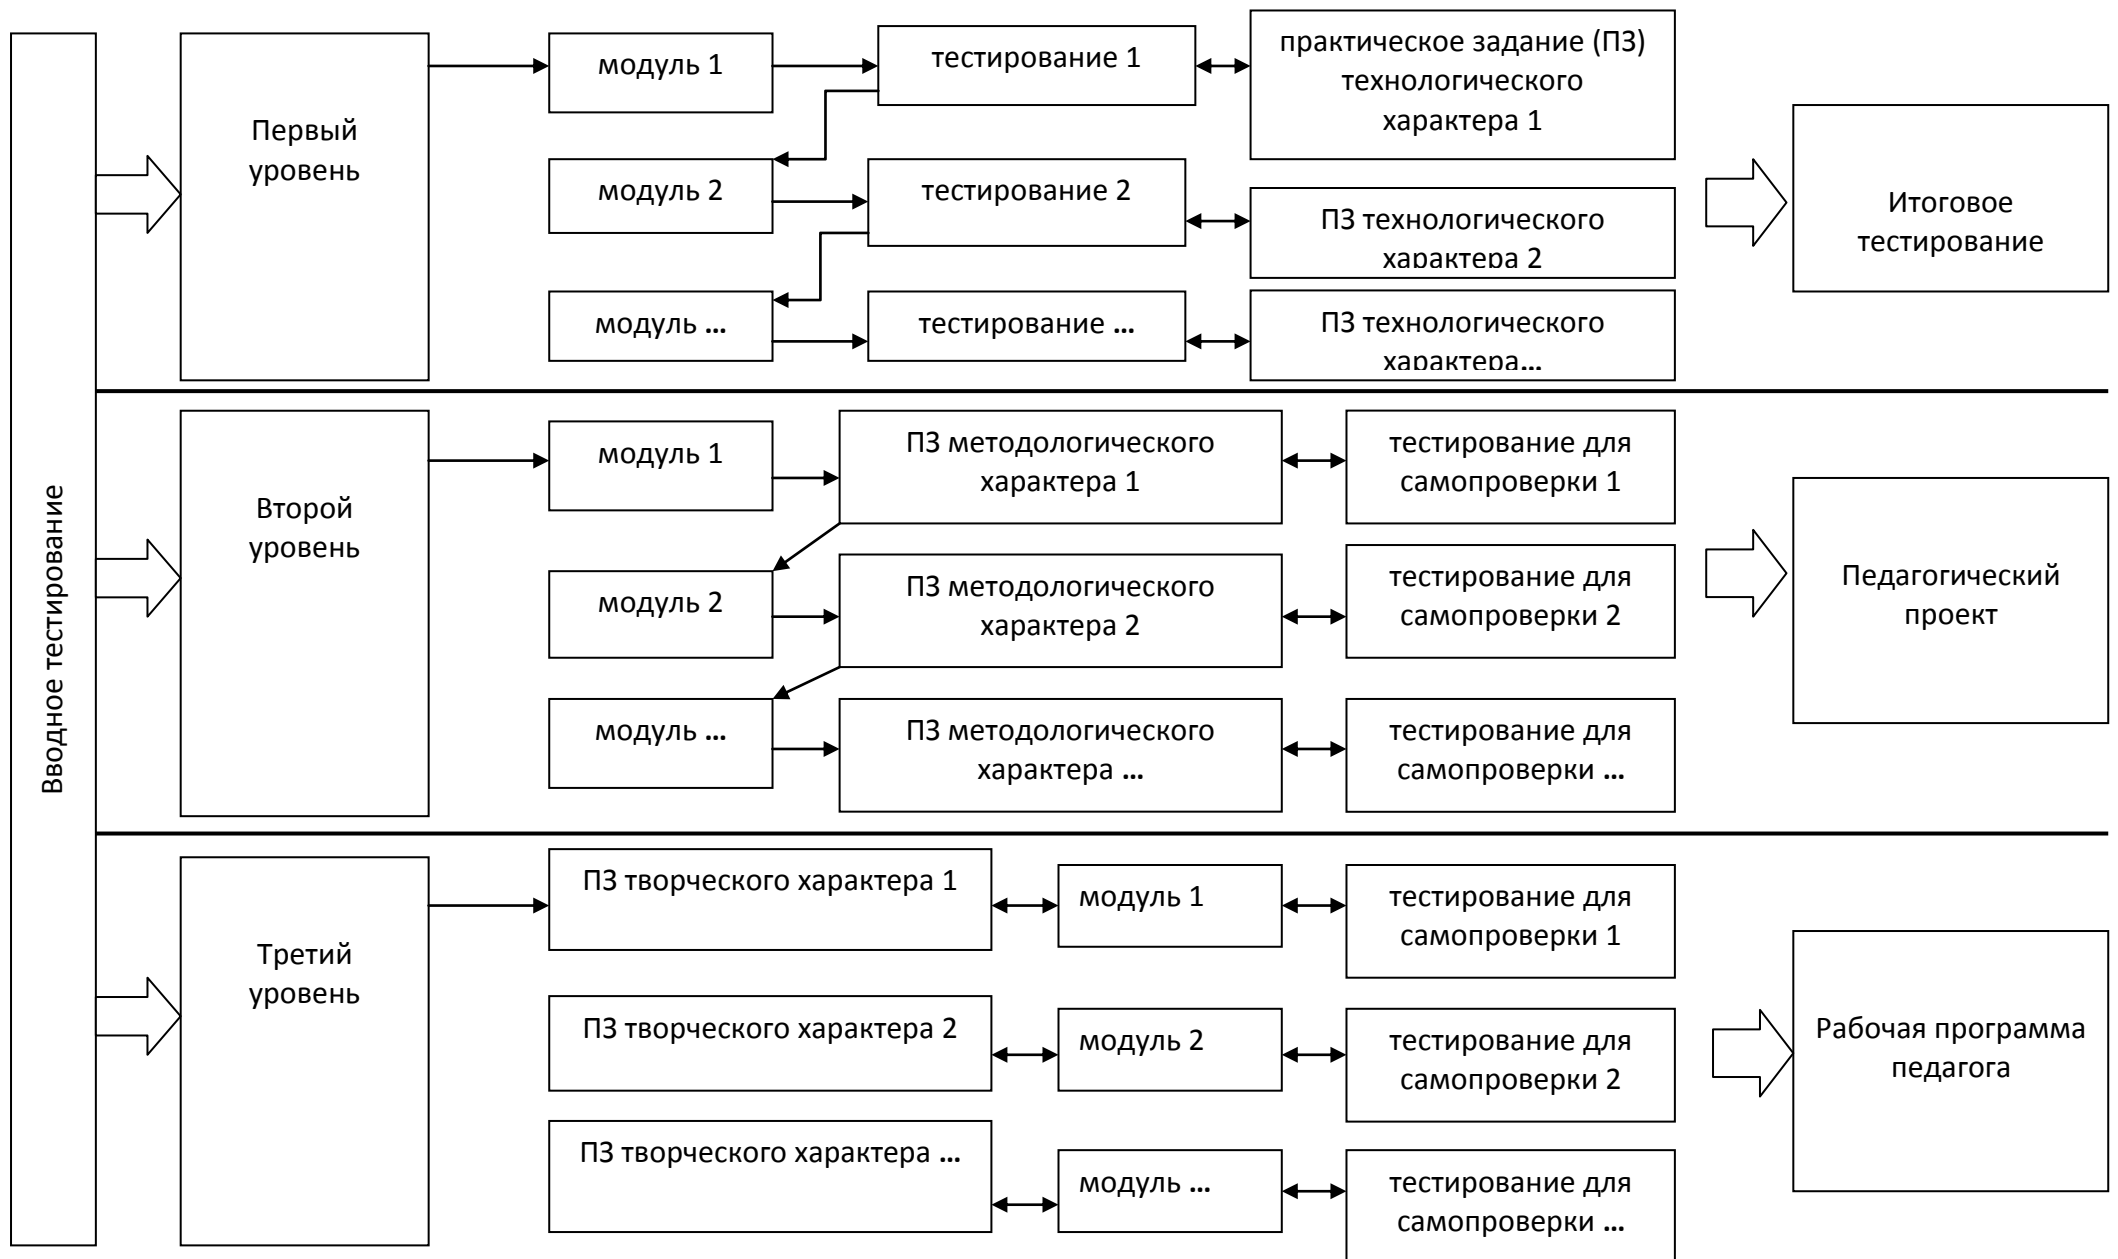 Вводное тестирование
Первый
уровень
модуль 1
тестирование 1
практическое задание (ПЗ)
технологического
характера 1
модуль 2
тестирование 2
ПЗ технологического
характера 2
модуль ...
тестирование ...
ПЗ технологического
характера...
Итоговое
тестирование
Второй
уровень
модуль 1
ПЗ методологического
характера 1
тестирование для
самопроверки 1
модуль 2
ПЗ методологического
характера 2
тестирование для
самопроверки 2
модуль ...
ПЗ методологического
характера ...
тестирование для
самопроверки ...
Педагогический
проект
Третий
уровень
ПЗ творческого характера 1
модуль 1
тестирование для
самопроверки 1
ПЗ творческого характера 2
модуль 2
тестирование для
самопроверки 2
ПЗ творческого характера ...
модуль ...
тестирование для
самопроверки ...
Рабочая программа
педагога